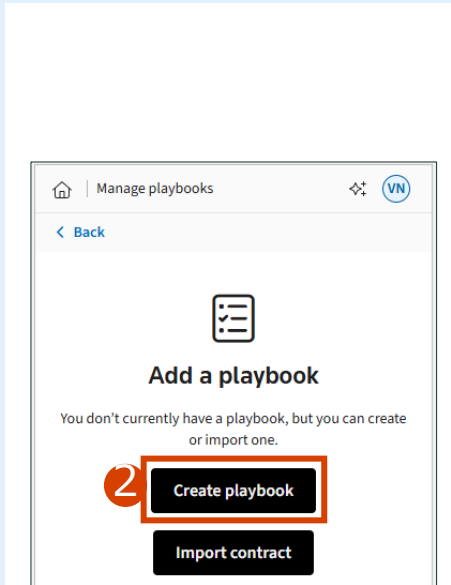 Manage playbooks
VN
Back
Add a playbook
You don't currently have a playbook, but you can create
or import one.
2
Create playbook
Import contract